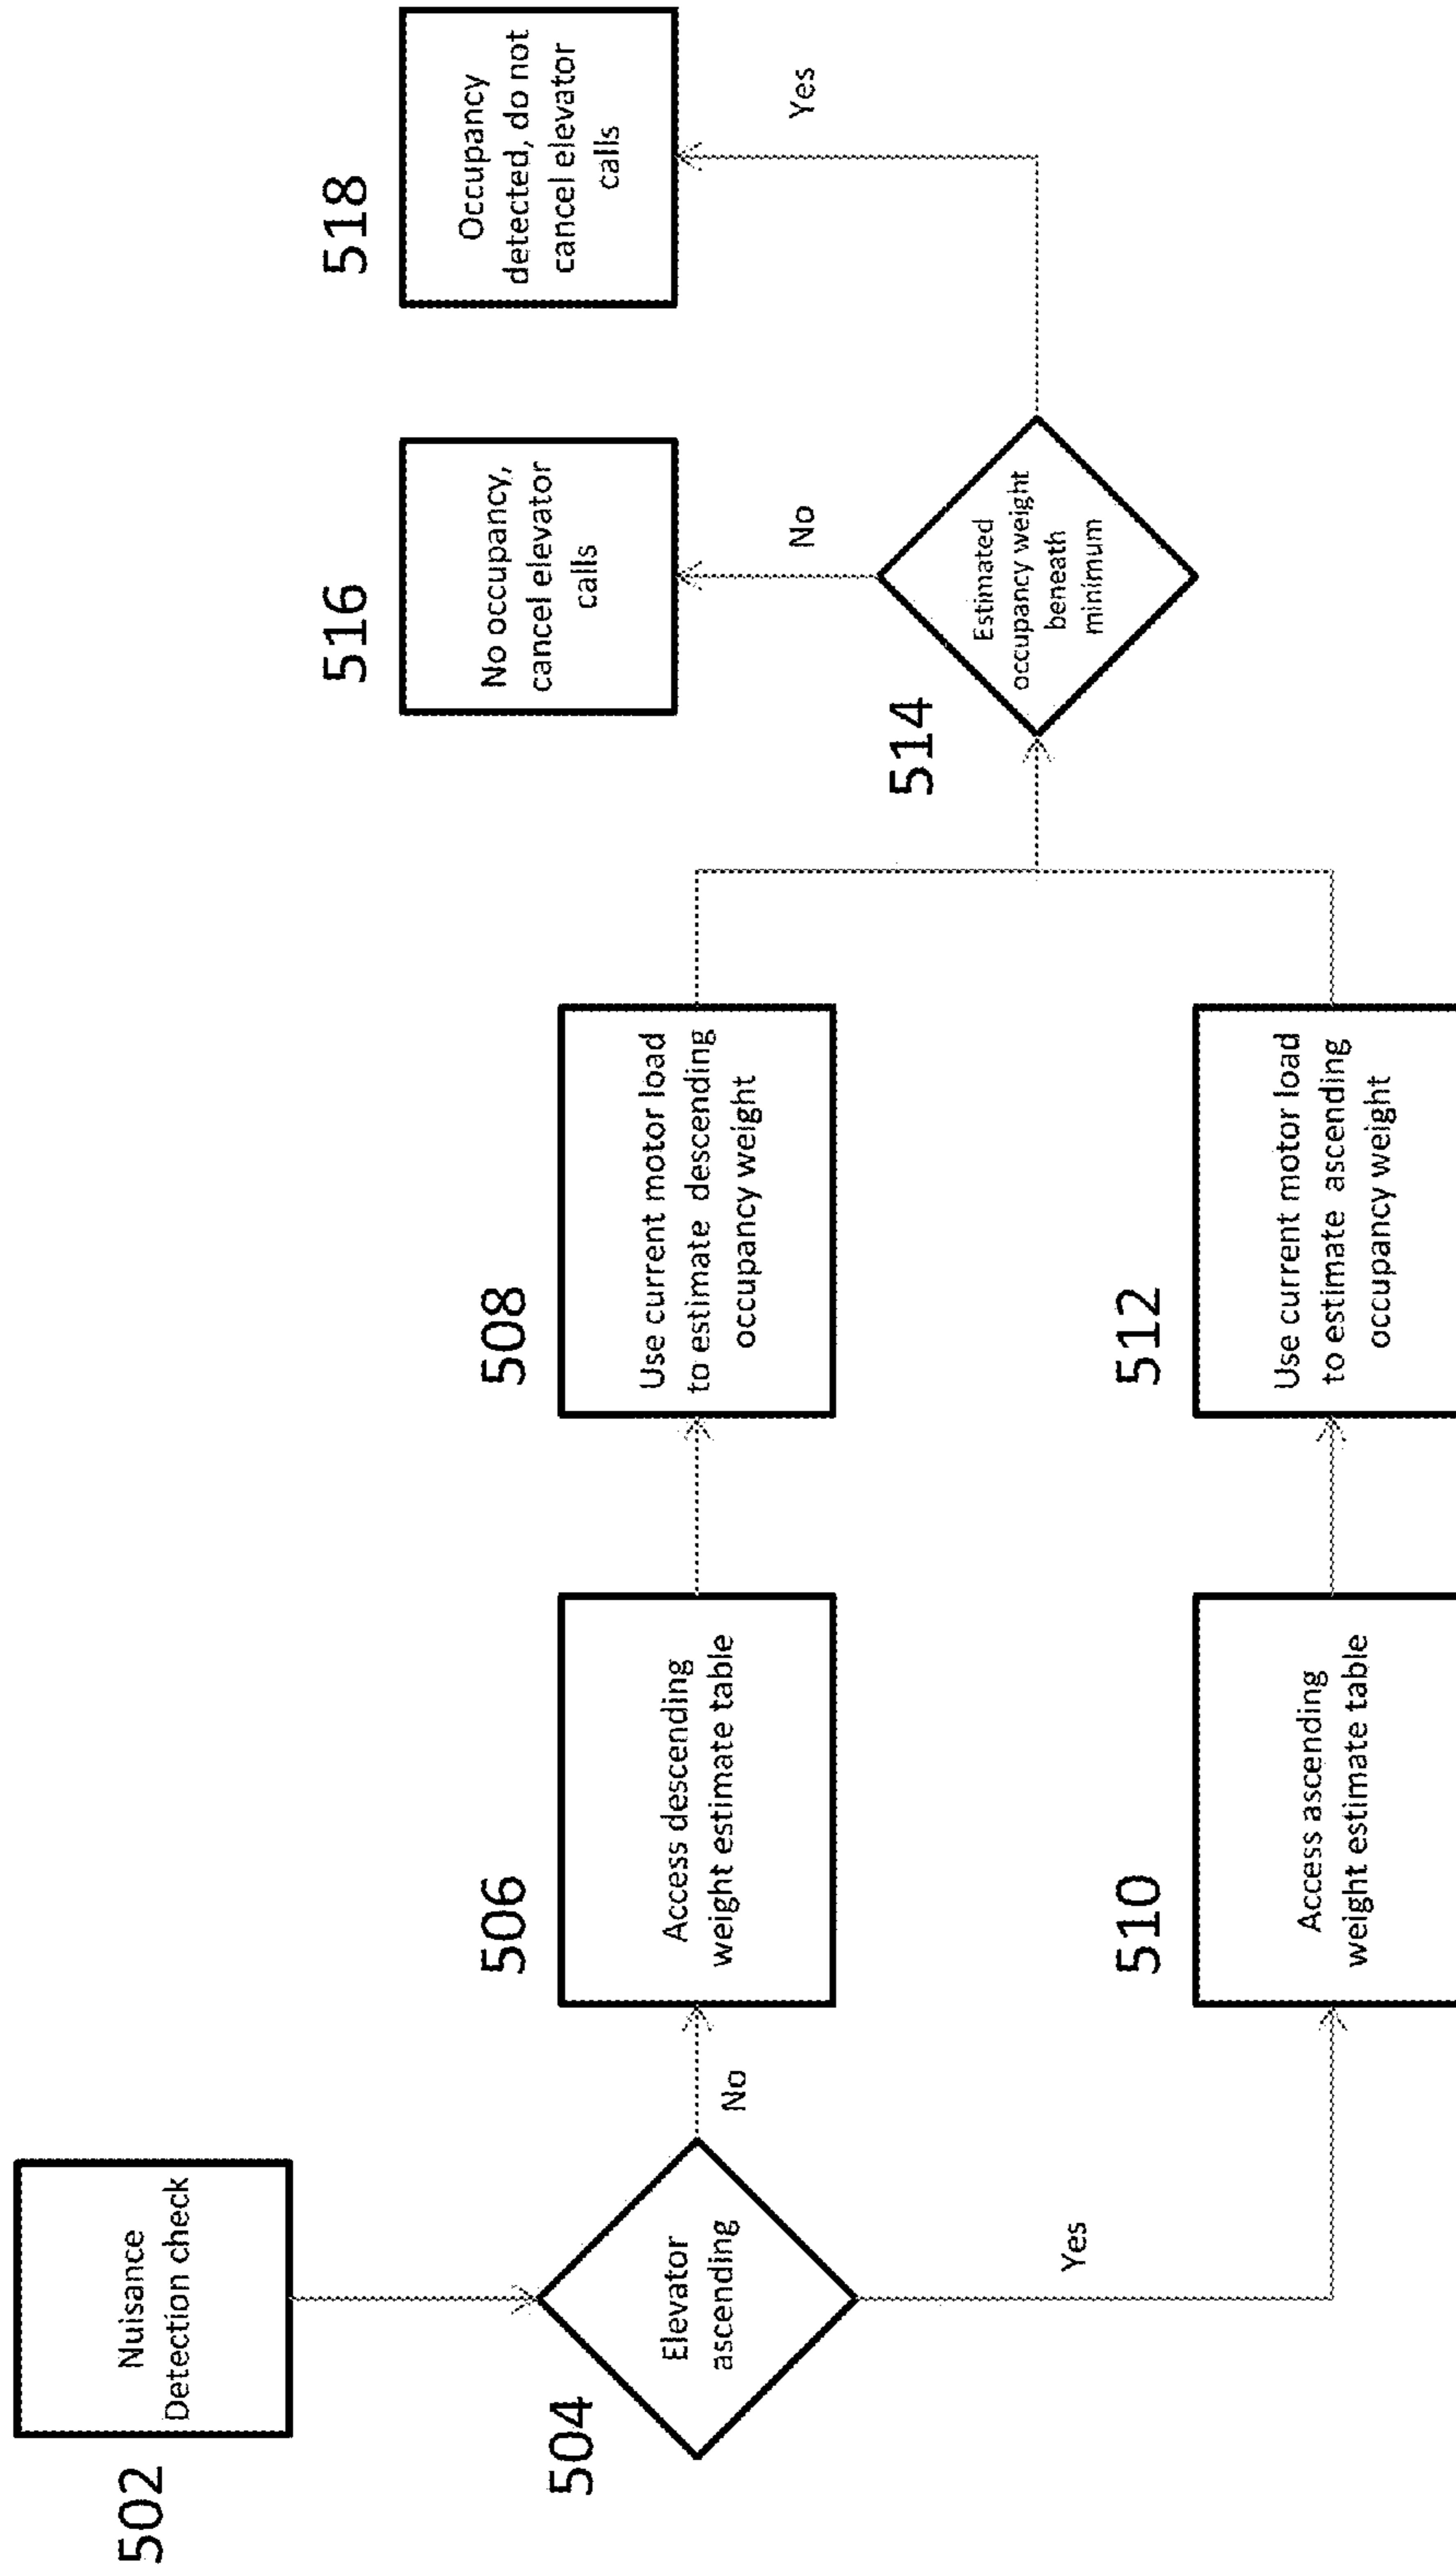 502
Nuisance
Detection check
504
Elevator
ascending
No
Yes
506
Access descending
weight estimate table
508
Use current motor load
to estimate descending
occupancy weight
510
Access ascending
weight estimate table
512
Use current motor load
to estimate ascending
occupancy weight
514
Estimated
occupancy weight
beneath
minimum
No
Yes
516
No occupancy,
cancel elevator
calls
518
Occupancy
detected, do not
cancel elevator
calls